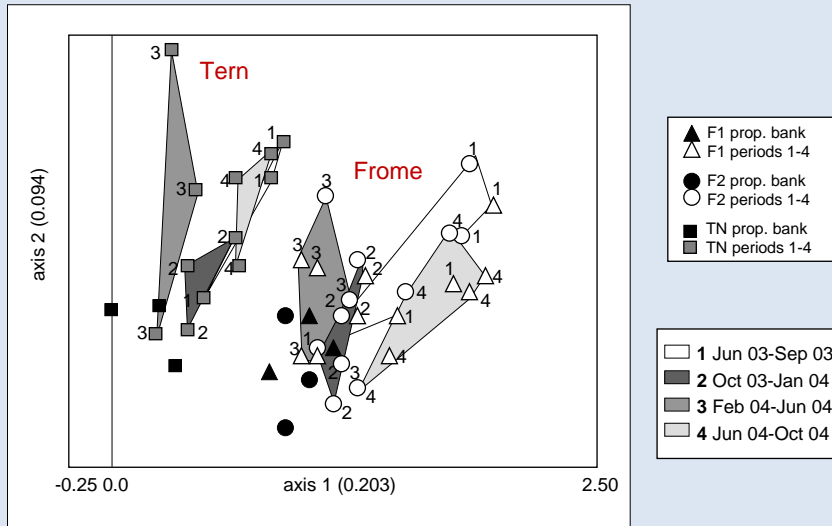 3
Tern
1
1
4
Frome
4 1 3 1
3
4
2 1
3 3 2
2 4 2 1 4
3 4
1 2 2 4
1
3 2 1
3 4
2 3
4
2
axis 2 (0.094)
-0.25 0.0 axis 1 (0.203) 2.50
F1 prop. bank
F1 periods 1-4
F2 prop. bank
F2 periods 1-4
TN prop. bank
TN periods 1-4
1 Jun 03-Sep 03
2 Oct 03-Jan 04
3 Feb 04-Jun 04
4 Jun 04-Oct 04